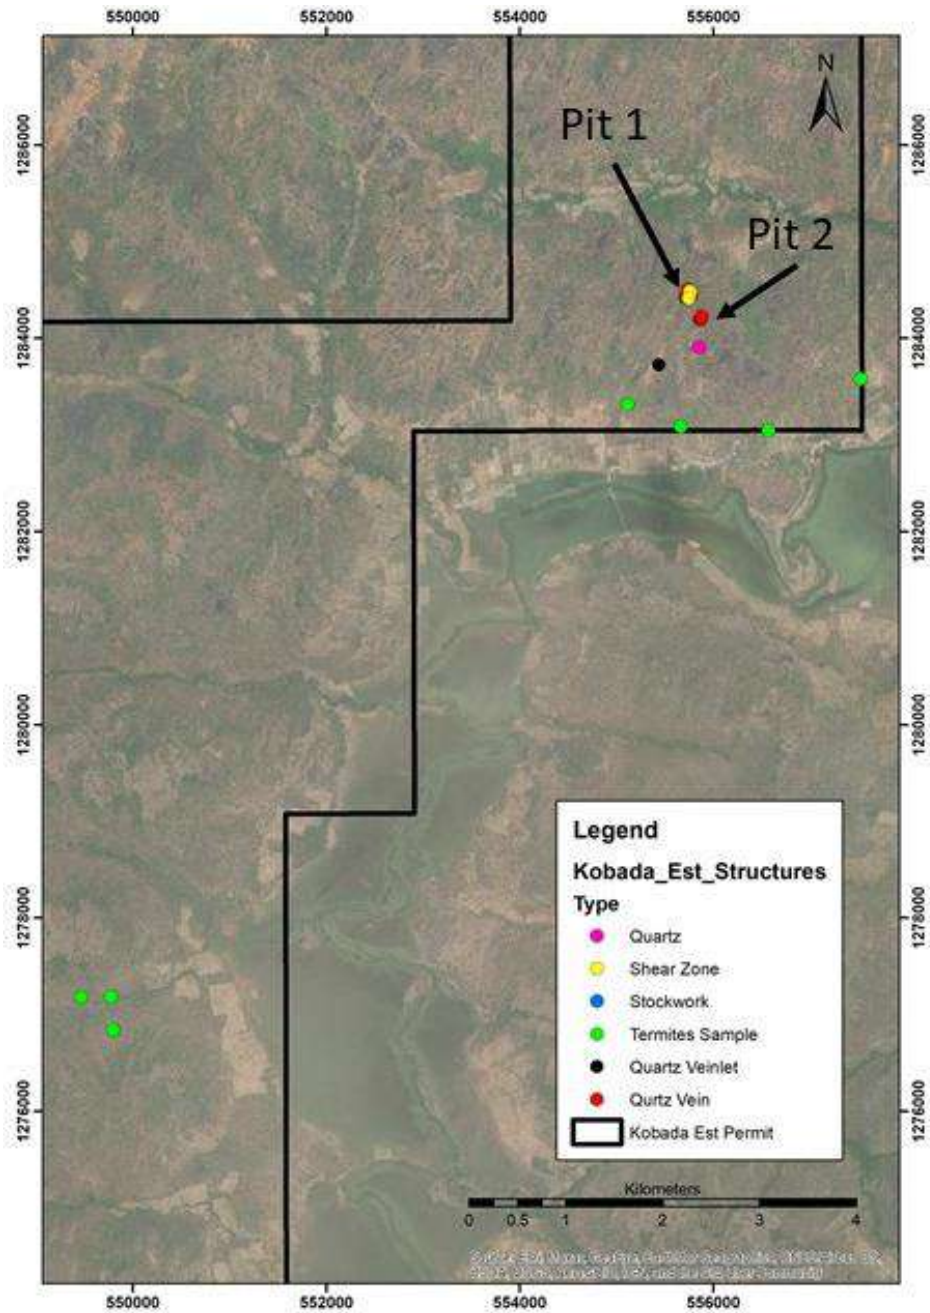 550000 552000 554000 556000
N
Pit 1
Pit 2
1286000 1286000
1284000 1284000
1282000 1282000
1280000 1280000
1278000 1278000
1276000 1276000
Legend
Kobada_Est_Structures
Type
Quartz
Shear Zone
Stockwork
Termites Sample
Quartz Veinlet
Qurtz Vein
Kobada Est Permit
Kilometers
0 0.5 1 2 3 4
550000 552000 554000 556000